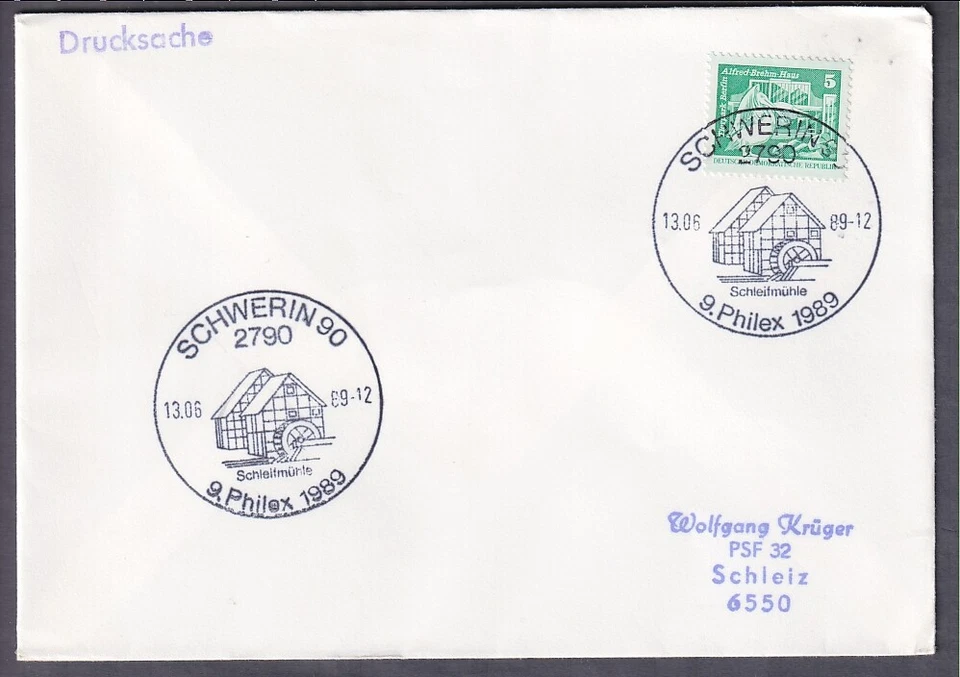 Drucksache
Alfred-Brehm-Haus
5
Berlin
DEUTSCHE DEMOKRATISCHE REPUBLIK
SCHWERIN
2790
13.06
89-12
Schleifmühle
9. Philex 1989
SCHWERIN 90
2790
13.06
89-12
Schleifmühle
9. Philex 1989
Wolfgang Krüger
PSF 32
Schleiz
6550